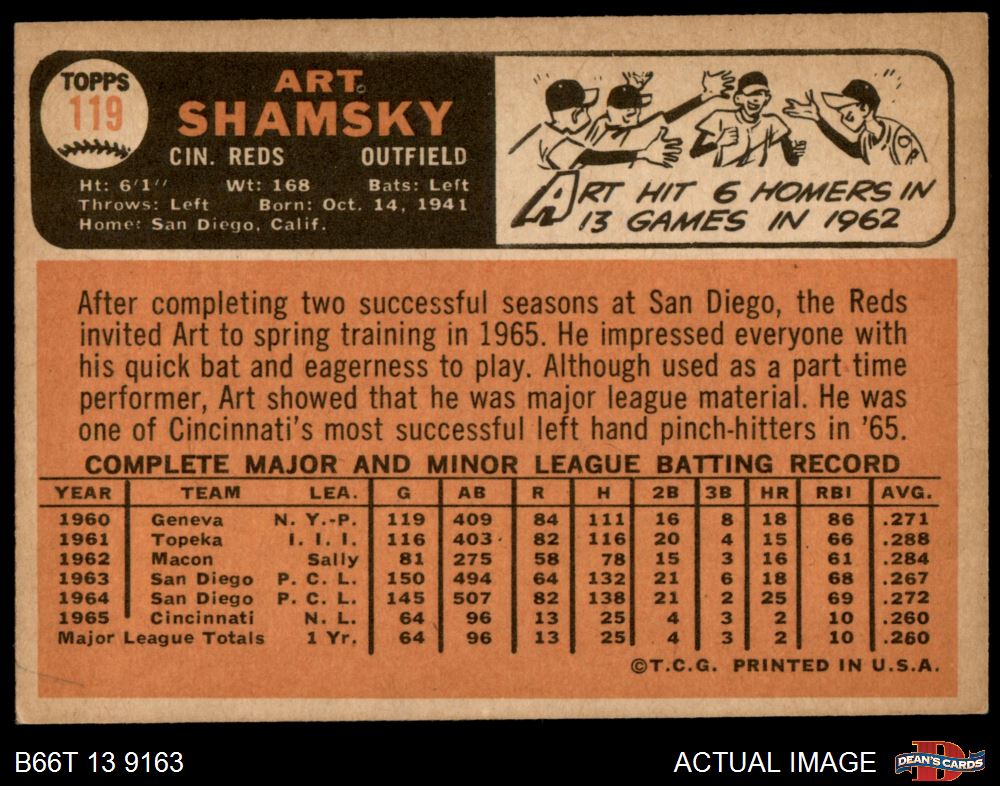 TOPPS
119
ART
SHAMSKY
CIN. REDS OUTFIELD
Ht: 6'1" Wt: 168 Bats: Left
Throws: Left Born: Oct. 14, 1941
Home: San Diego, Calif.
ART HIT 6 HOMERS IN
13 GAMES IN 1962
After completing two successful seasons at San Diego, the Reds
invited Art to spring training in 1965. He impressed everyone with
his quick bat and eagerness to play. Although used as a part time
performer, Art showed that he was major league material. He was
one of Cincinnati's most successful left hand pinch-hitters in '65.
COMPLETE MAJOR AND MINOR LEAGUE BATTING RECORD
YEAR TEAM LEA. G AB R H 2B 3B HR RBI AVG.
1960 Geneva N. Y.-P. 119 409 84 111 16 8 18 86 .271
1961 Topeka I. I. I. 116 403 82 116 20 4 15 66 .288
1962 Macon Sally 81 275 58 78 15 3 16 61 .284
1963 San Diego P. C. L. 150 494 64 132 21 6 18 68 .267
1964 San Diego P. C. L. 145 507 82 138 21 2 25 69 .272
1965 Cincinnati N. L. 64 96 13 25 4 3 2 10 .260
Major League Totals 1 Yr. 64 96 13 25 4 3 2 10 .260
©T.C.G. PRINTED IN U.S.A.
B66T 13 9163 ACTUAL IMAGE
D
DEAN'S CARDS